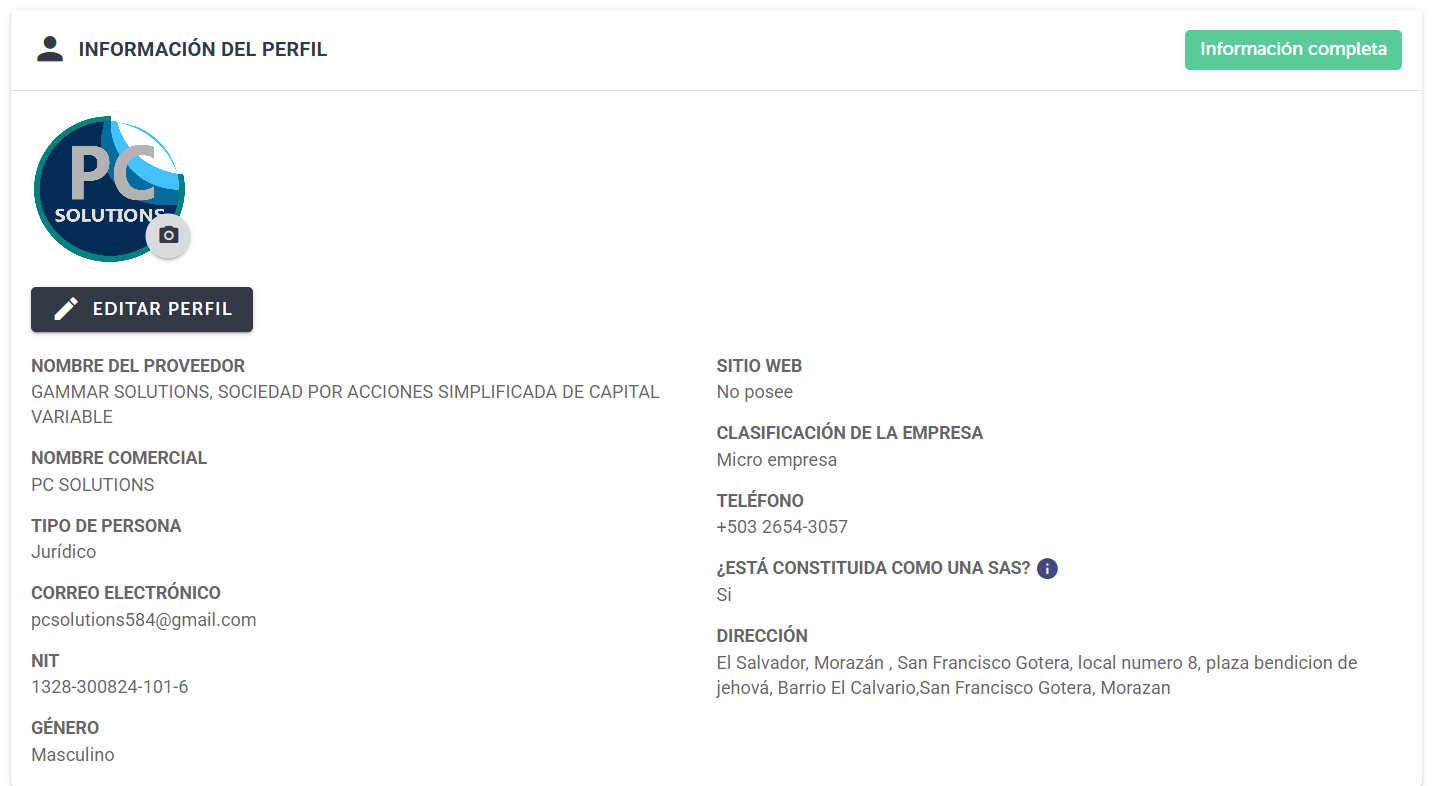 INFORMACIÓN DEL PERFIL
Información completa
PC
SOLUTIONS
EDITAR PERFIL
NOMBRE DEL PROVEEDOR
GAMMAR SOLUTIONS, SOCIEDAD POR ACCIONES SIMPLIFICADA DE CAPITAL
VARIABLE
NOMBRE COMERCIAL
PC SOLUTIONS
TIPO DE PERSONA
Jurídico
CORREO ELECTRÓNICO
pcsolutions584@gmail.com
NIT
1328-300824-101-6
GÉNERO
Masculino
SITIO WEB
No posee
CLASIFICACIÓN DE LA EMPRESA
Micro empresa
TELÉFONO
+503 2654-3057
¿ESTÁ CONSTITUIDA COMO UNA SAS?
Si
DIRECCIÓN
El Salvador, Morazán , San Francisco Gotera, local numero 8, plaza bendicion de
jehová, Barrio El Calvario,San Francisco Gotera, Morazan